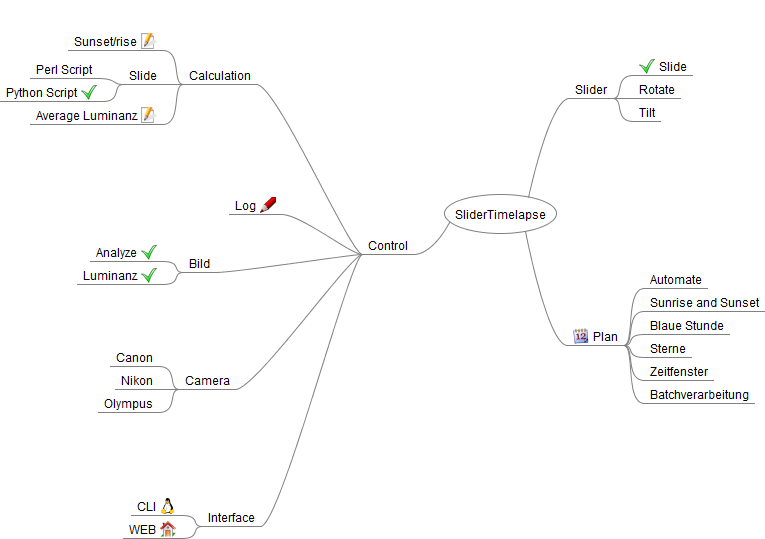 Sunset/rise
Perl Script
Slide
Python Script
Average Luminanz
Calculation
Log
Analyze
Luminanz
Bild
Canon
Nikon
Olympus
Camera
CLI
WEB
Interface
Control
SliderTimelapse
Slider
Slide
Rotate
Tilt
12
Plan
Automate
Sunrise and Sunset
Blaue Stunde
Sterne
Zeitfenster
Batchverarbeitung